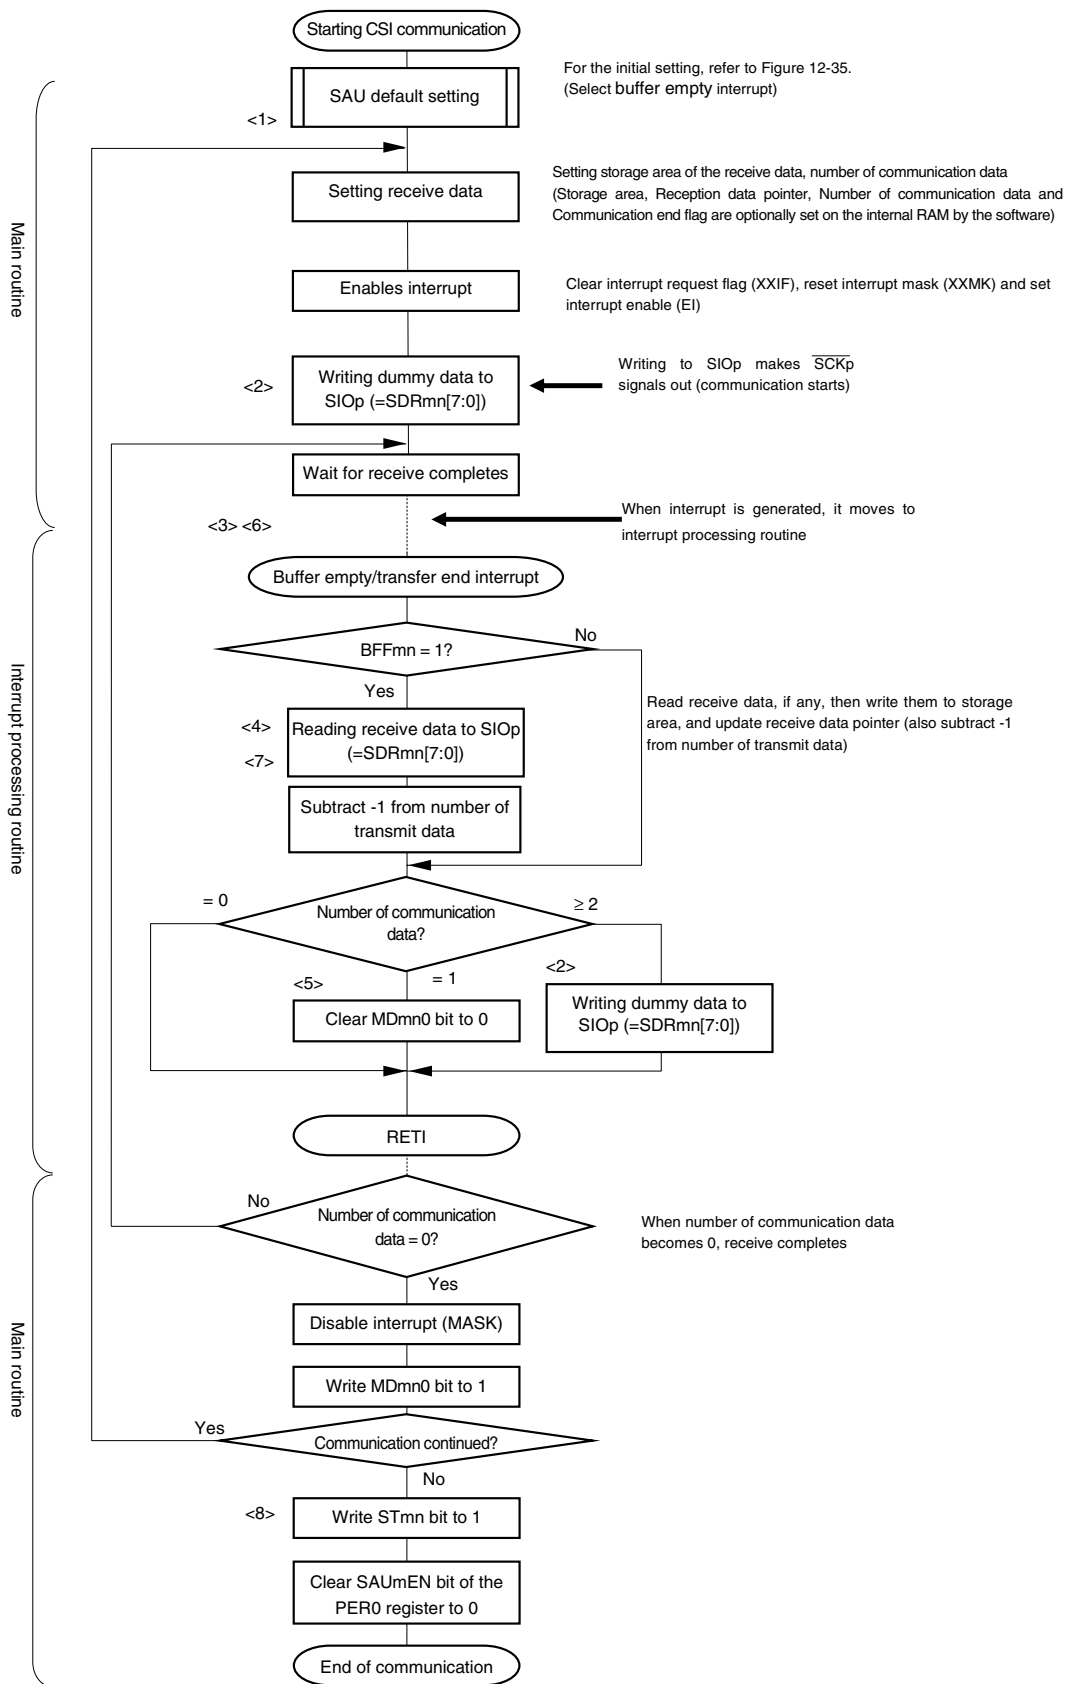 Starting CSI communication
For the initial setting, refer to Figure 12-35.
(Select buffer empty interrupt)
SAU default setting
<1>
Setting storage area of the receive data, number of communication data
(Storage area, Reception data pointer, Number of communication data and
Communication end flag are optionally set on the internal RAM by the software)
Setting receive data
Main routine
Enables interrupt
Clear interrupt request flag (XXIF), reset interrupt mask (XXMK) and set
interrupt enable (EI)
<2>
Writing dummy data to
SIOp (=SDRmn[7:0])
Writing to SIOp makes SCKp
signals out (communication starts)
Wait for receive completes
<3> <6>
When interrupt is generated, it moves to
interrupt processing routine
Buffer empty/transfer end interrupt
BFFmn = 1?
No
Yes
Interrupt processing routine
<4>
<7>
Reading receive data to SIOp
(=SDRmn[7:0])
Read receive data, if any, then write them to storage
area, and update receive data pointer (also subtract -1
from number of transmit data)
Subtract -1 from number of
transmit data
= 0
Number of communication
data?
≥ 2
= 1
<5>
Clear MDmn0 bit to 0
<2>
Writing dummy data to
SIOp (=SDRmn[7:0])
RETI
No
Number of communication
data = 0?
When number of communication data
becomes 0, receive completes
Yes
Main routine
Disable interrupt (MASK)
Write MDmn0 bit to 1
Yes
Communication continued?
No
<8>
Write STmn bit to 1
Clear SAUmEN bit of the
PER0 register to 0
End of communication